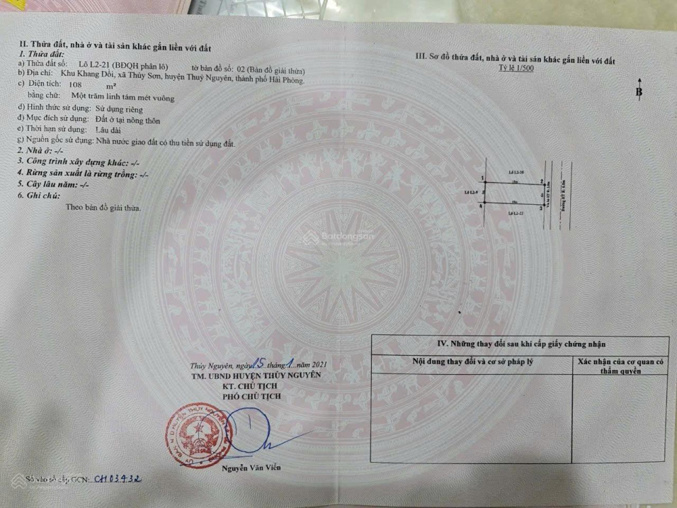 II. Thửa đất, nhà ở và tài sản khác gắn liền với đất
1. Thửa đất:
a) Thửa đất số: Lô L2-21 (BĐQH phân lô) tờ bản đồ số: 02 (Bản đồ giải thửa)
b) Địa chỉ: Khu Khang Dối, xã Thủy Sơn, huyện Thuỷ Nguyên, thành phố Hải Phòng.
c) Diện tích: 108 m²
bằng chữ: Một trăm linh tám mét vuông
d) Hình thức sử dụng: Sử dụng riêng
đ) Mục đích sử dụng: Đất ở tại nông thôn
e) Thời hạn sử dụng: Lâu dài
g) Nguồn gốc sử dụng: Nhà nước giao đất có thu tiền sử dụng đất.
2. Nhà ở: -/-
3. Công trình xây dựng khác: -/-
4. Rừng sản xuất là rừng trồng: -/-
5. Cây lâu năm: -/-
6. Ghi chú:
Theo bản đồ giải thửa.
Thủy Nguyên, ngày 15 tháng 1 năm 2021
TM. UBND HUYỆN THỦY NGUYÊN
KT. CHỦ TỊCH
PHÓ CHỦ TỊCH
Nguyễn Văn Viển
Số vào sổ cấp GCN: CH03432
III. Sơ đồ thửa đất, nhà ở và tài sản khác gắn liền với đất
Tỷ lệ 1/500
B
IV. Những thay đổi sau khi cấp giấy chứng nhận
Nội dung thay đổi và cơ sở pháp lý
Xác nhận của cơ quan có thẩm quyền
Batdongsan